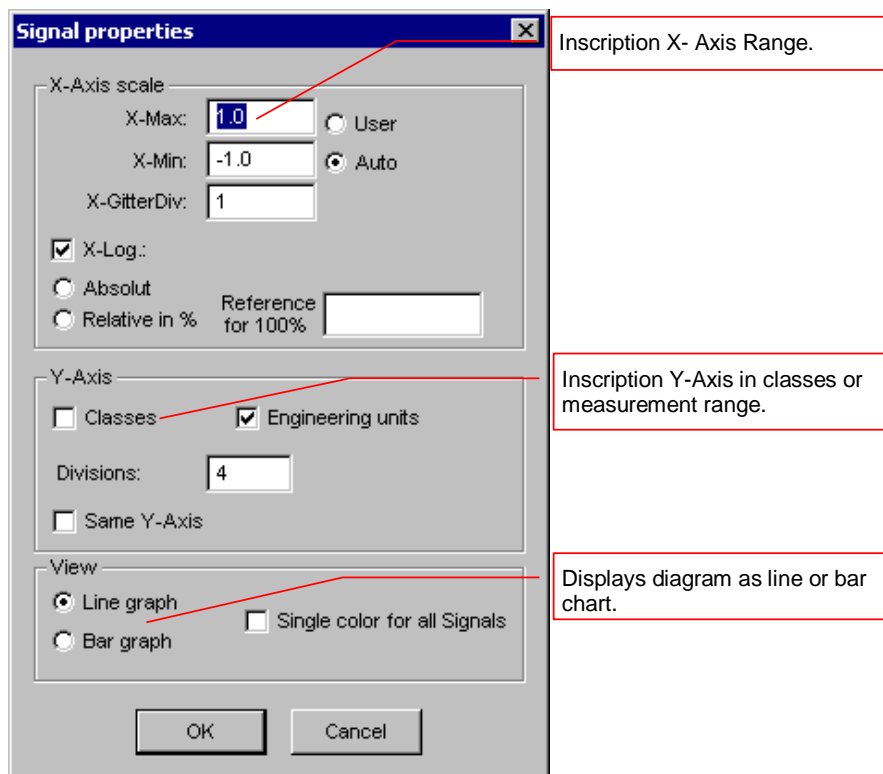 Signal properties
Inscription X- Axis Range.
X-Axis scale
X-Max: 1.0 User
X-Min: -1.0 Auto
X-GitterDiv: 1
X-Log.:
Absolut
Relative in %
Reference
for 100%
Y-Axis
Inscription Y-Axis in classes or
measurement range.
Classes Engineering units
Divisions: 4
Same Y-Axis
View
Displays diagram as line or bar
chart.
Line graph
Single color for all Signals
Bar graph
OK Cancel